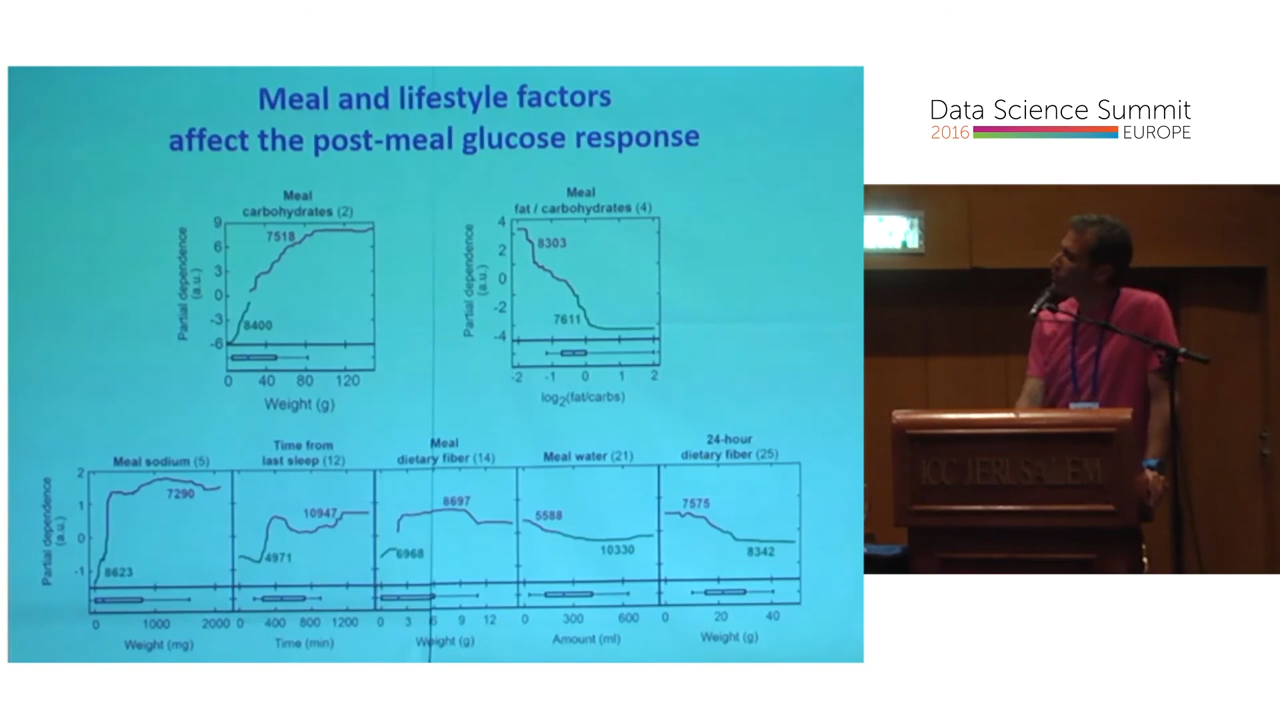 Meal and lifestyle factors
affect the post-meal glucose response
Data Science Summit
2016 EUROPE
Meal
carbohydrates (2)
Partial dependence
(a.u.)
9
6
3
0
-3
-6
7518
8400
0 40 80 120
Weight (g)
Meal
fat / carbohydrates (4)
Partial dependence
(a.u.)
4
2
0
-2
-4
8303
7611
-2 -1 0 1 2
log2(fat/carbs)
Partial dependence
(a.u.)
2
1
0
-1
Meal sodium (5)
7290
8623
0 1000 2000
Weight (mg)
Time from
last sleep (12)
10947
4971
0 400 800 1200
Time (min)
Meal
dietary fiber (14)
8697
6968
0 3 6 9 12
Weight (g)
Meal water (21)
5588
10330
0 300 600
Amount (ml)
24-hour
dietary fiber (25)
7575
8342
0 20 40
Weight (g)
ICC JERUSALEM